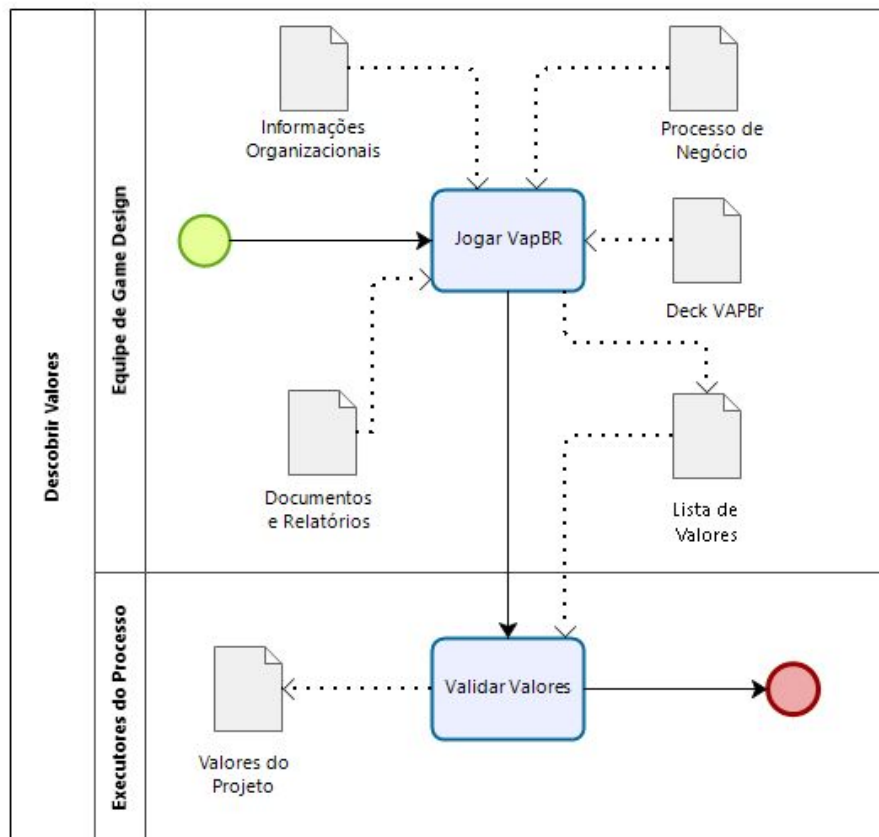 Descobrir Valores
Equipe de Game Design
Informações
Organizacionais
Processo de
Negócio
Jogar VapBR
Deck VAPBr
Documentos
e Relatórios
Lista de
Valores
Executores do Processo
Validar Valores
Valores do
Projeto